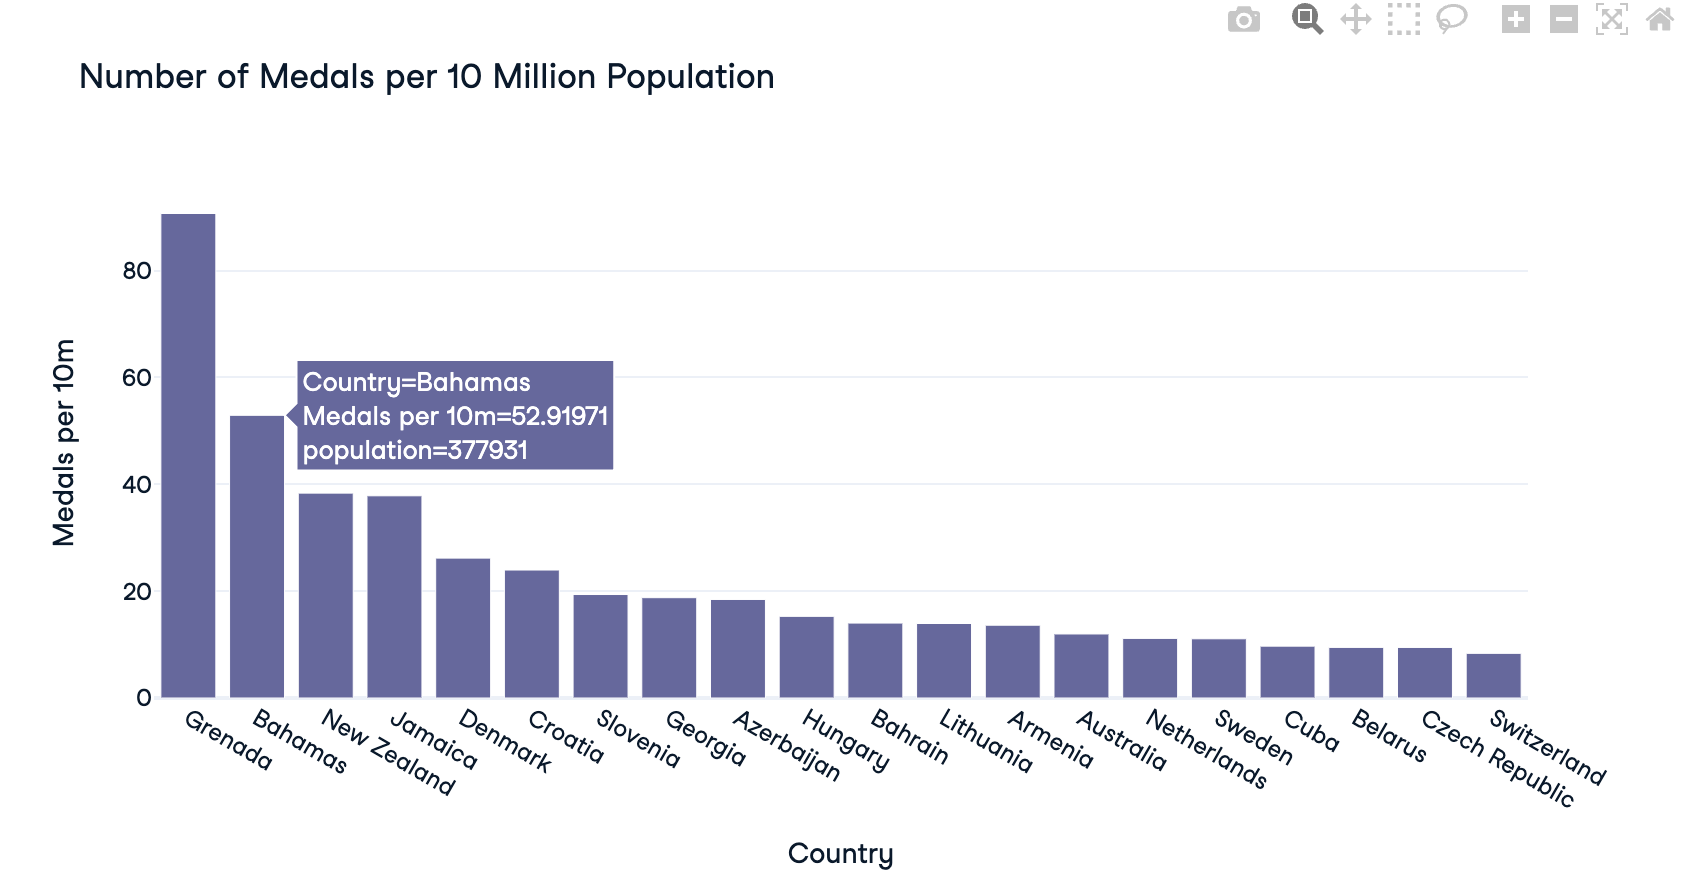 Number of Medals per 10 Million Population
80
60
40
20
0
Medals per 10m
Country=Bahamas
Medals per 10m=52.91971
population=377931
Grenada
Bahamas
New Zealand
Jamaica
Denmark
Croatia
Slovenia
Georgia
Azerbaijan
Hungary
Bahrain
Lithuania
Armenia
Australia
Netherlands
Sweden
Cuba
Belarus
Czech Republic
Switzerland
Country